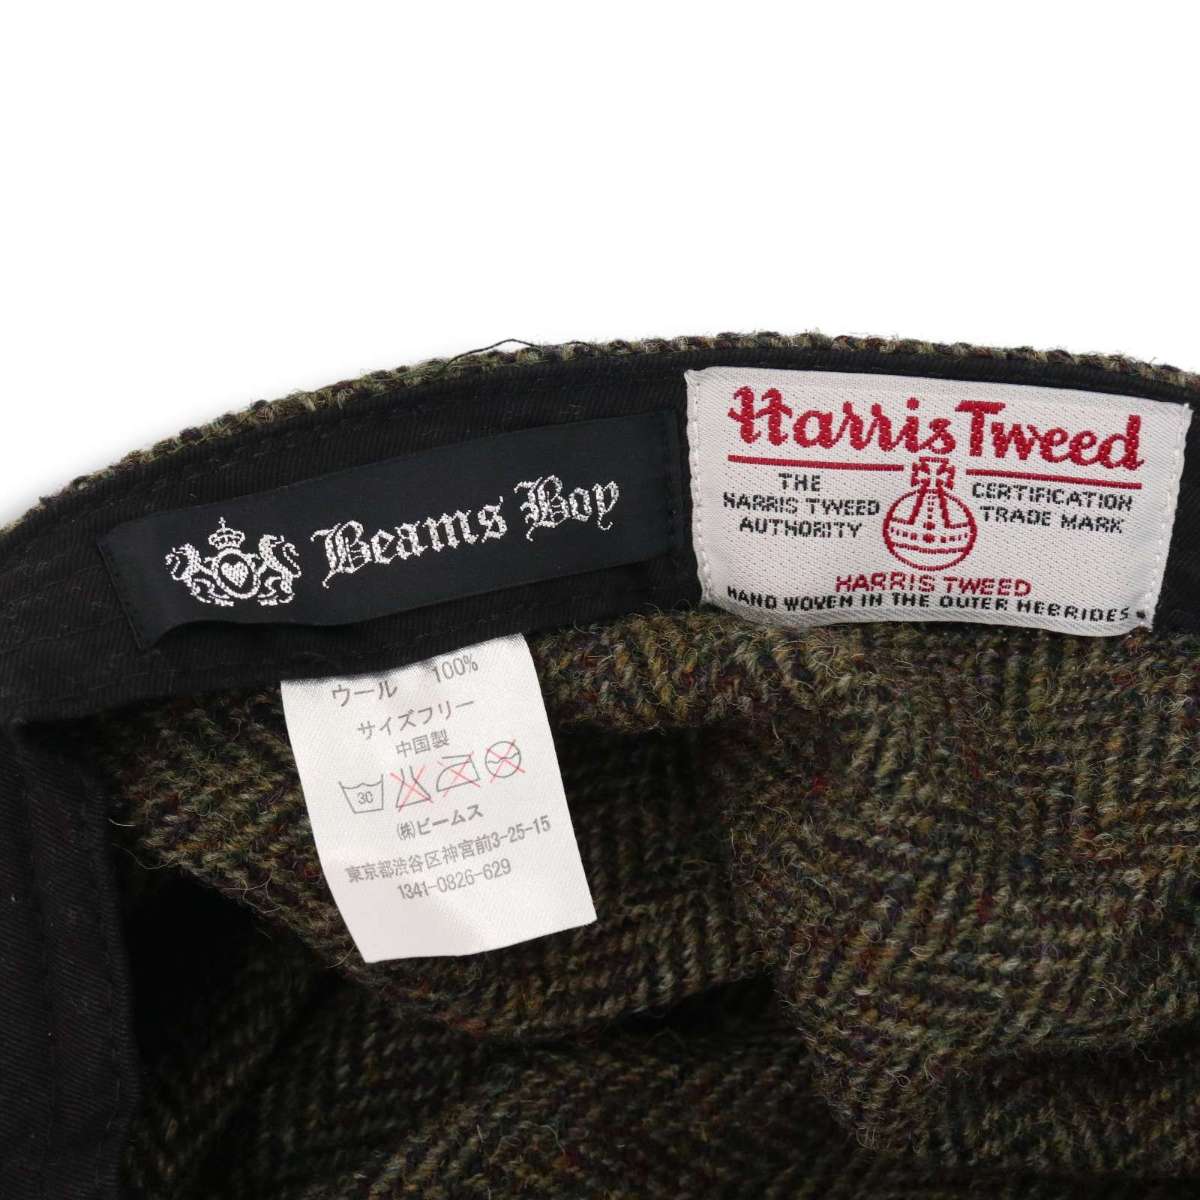 Beams Boy
Harris Tweed
THE
HARRIS TWEED
AUTHORITY
CERTIFICATION
TRADE MARK
HARRIS TWEED
HAND WOVEN IN THE OUTER HEBRIDES
ウール 100%
サイズフリー
中国製
30
(株)ビームス
東京都渋谷区神宮前3-25-15
1341-0826-629